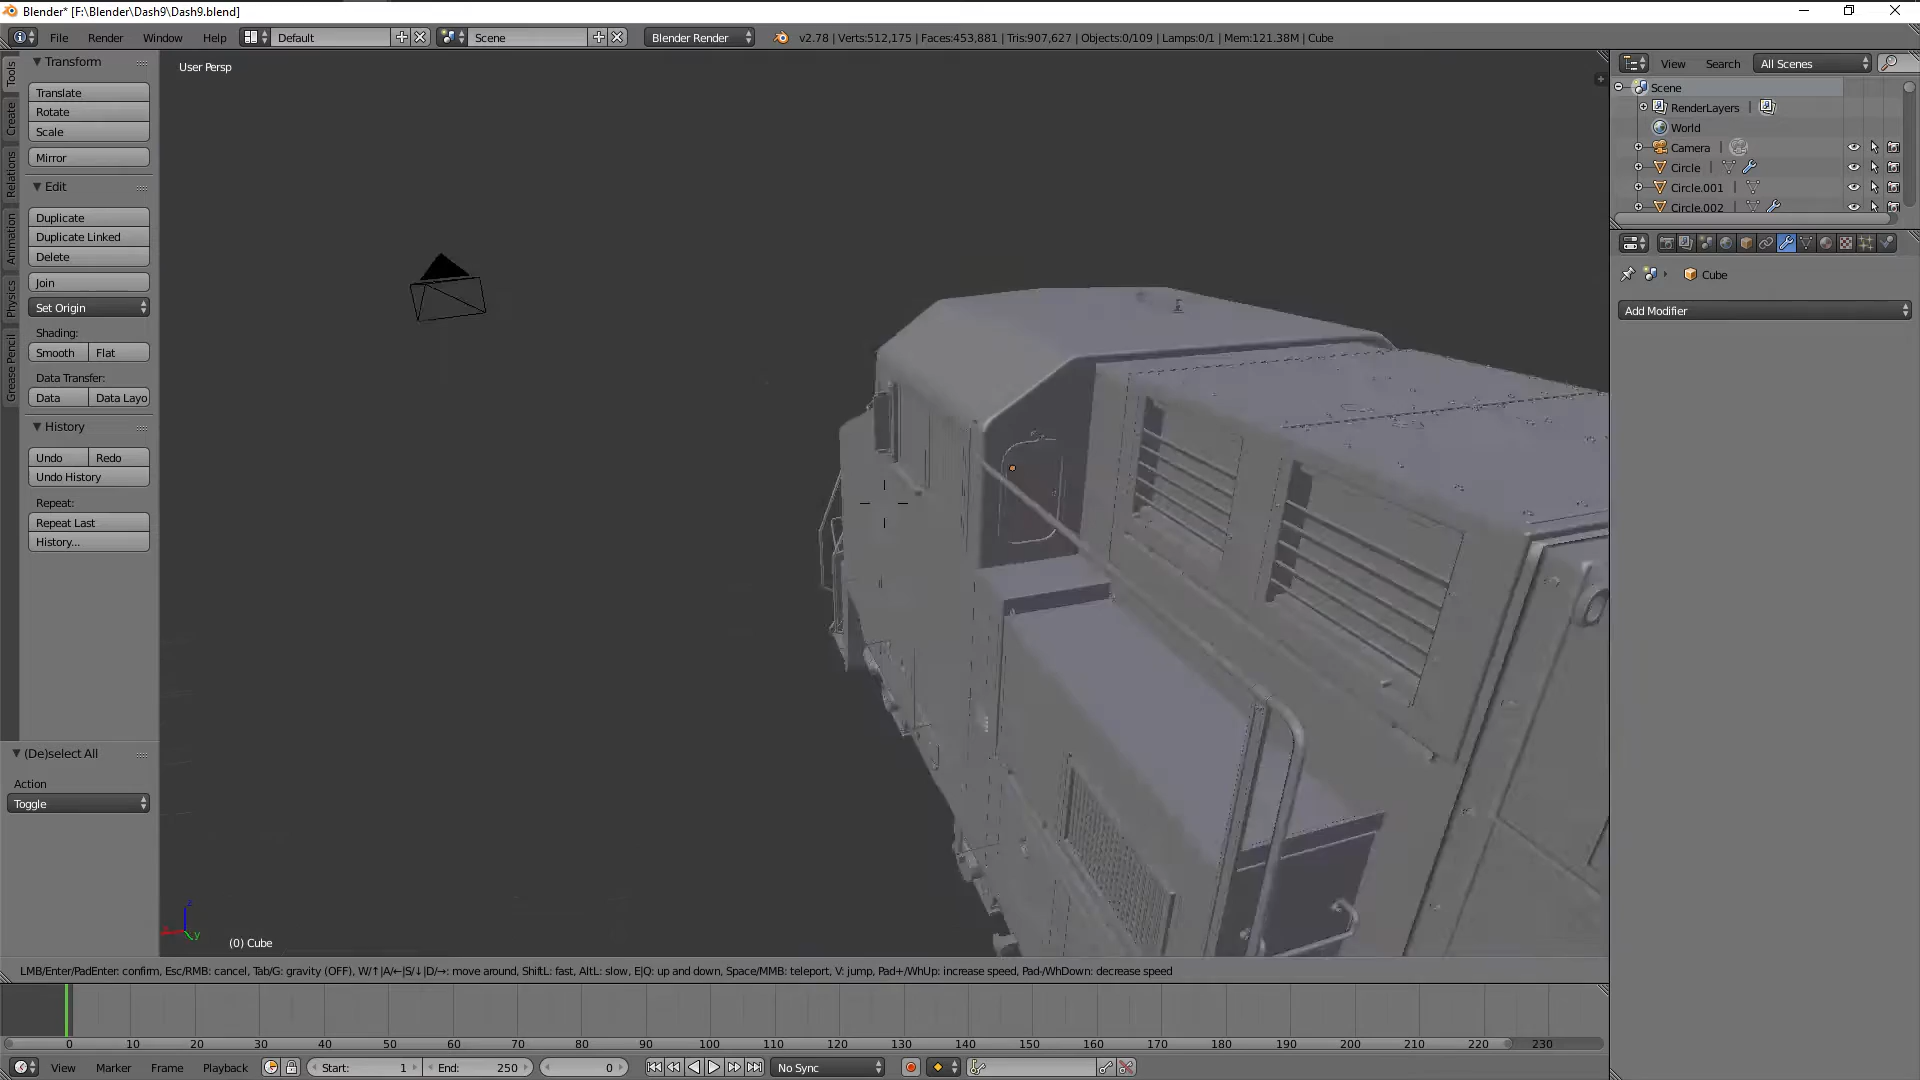 Blender* [F:\Blender\Dash9\Dash9.blend]
File Render Window Help Default Scene Blender Render v2.78 | Verts:512,175 | Faces:453,881 | Tris:907,627 | Objects:0/109 | Lamps:0/1 | Mem:121.38M | Cube
Tools
Create
Relations
Animation
Physics
Grease Pencil
Transform
Translate
Rotate
Scale
Mirror
Edit
Duplicate
Duplicate Linked
Delete
Join
Set Origin
Shading:
Smooth Flat
Data Transfer:
Data Data Layo
History
Undo Redo
Undo History
Repeat:
Repeat Last
History...
(De)select All
Action
Toggle
User Persp
z
x
y
(0) Cube
View Search All Scenes
Scene
RenderLayers |
World
Camera |
Circle |
Circle.001 |
Circle.002 |
Cube
Add Modifier
LMB/Enter/PadEnter: confirm, Esc/RMB: cancel, Tab/G: gravity (OFF), W/↑|A/←|S/↓|D/→: move around, ShiftL: fast, AltL: slow, E|Q: up and down, Space/MMB: teleport, V: jump, Pad+/WhUp: increase speed, Pad-/WhDown: decrease speed
0 10 20 30 40 50 60 70 80 90 100 110 120 130 140 150 160 170 180 190 200 210 220 230
View Marker Frame Playback Start: 1 End: 250 0 No Sync